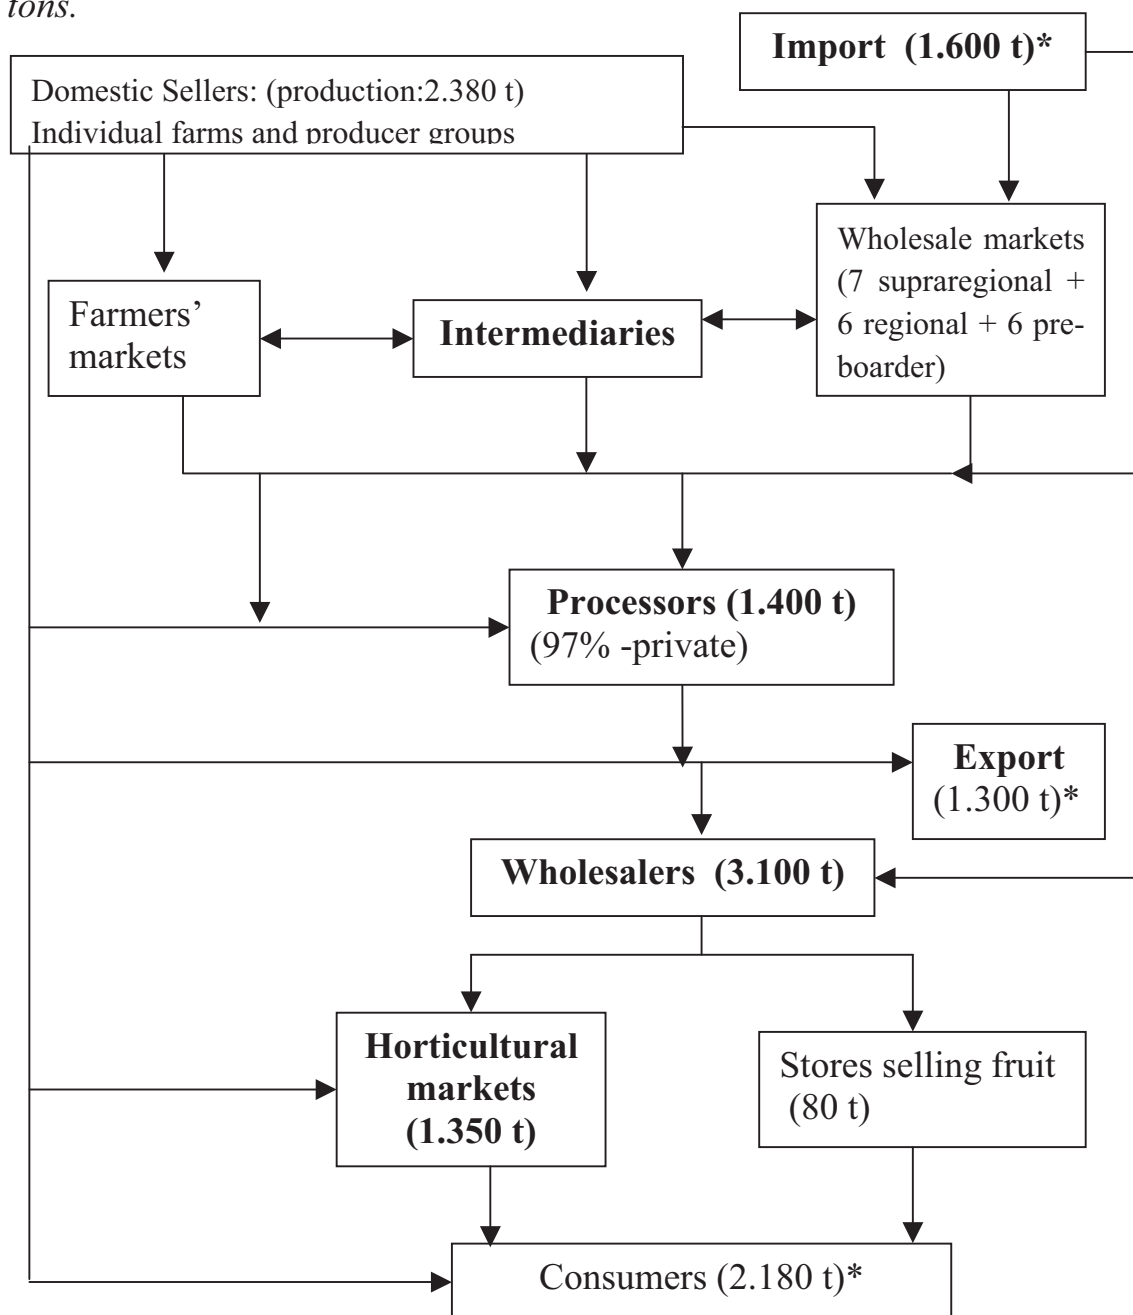 tons.
Import (1.600 t)*
Domestic Sellers: (production:2.380 t)
Individual farms and producer groups
Wholesale markets
(7 supraregional +
6 regional + 6 pre-
boarder)
Farmers’
markets
Intermediaries
Processors (1.400 t)
(97% -private)
Export
(1.300 t)*
Wholesalers (3.100 t)
Horticultural
markets
(1.350 t)
Stores selling fruit
(80 t)
Consumers (2.180 t)*